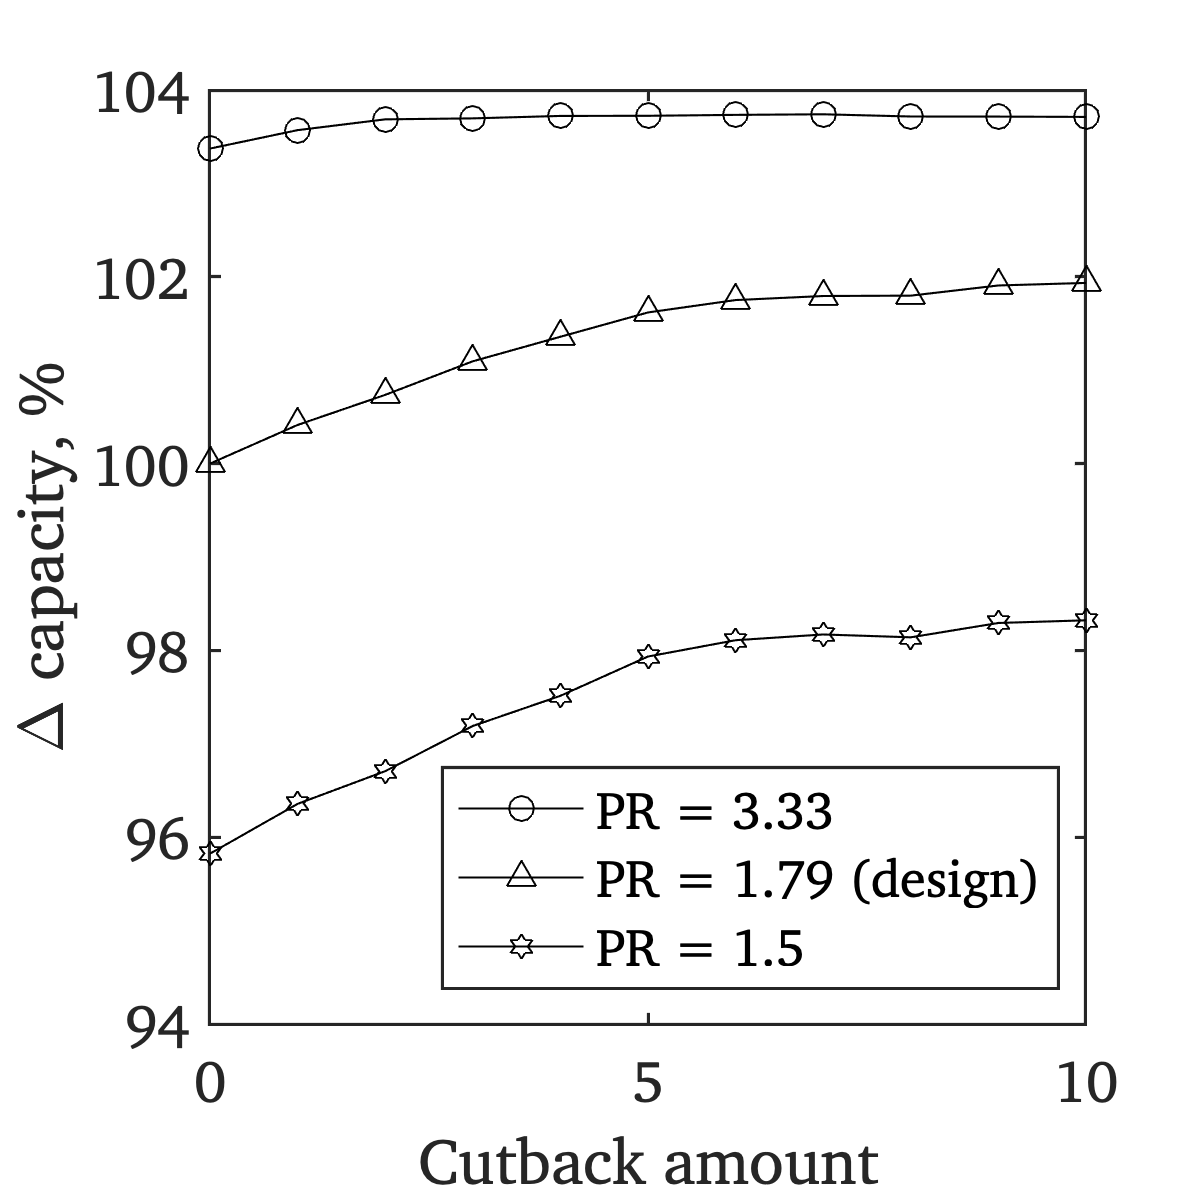 104
102
100
98
96
94
Δ capacity, %
PR = 3.33
PR = 1.79 (design)
PR = 1.5
0 5 10
Cutback amount